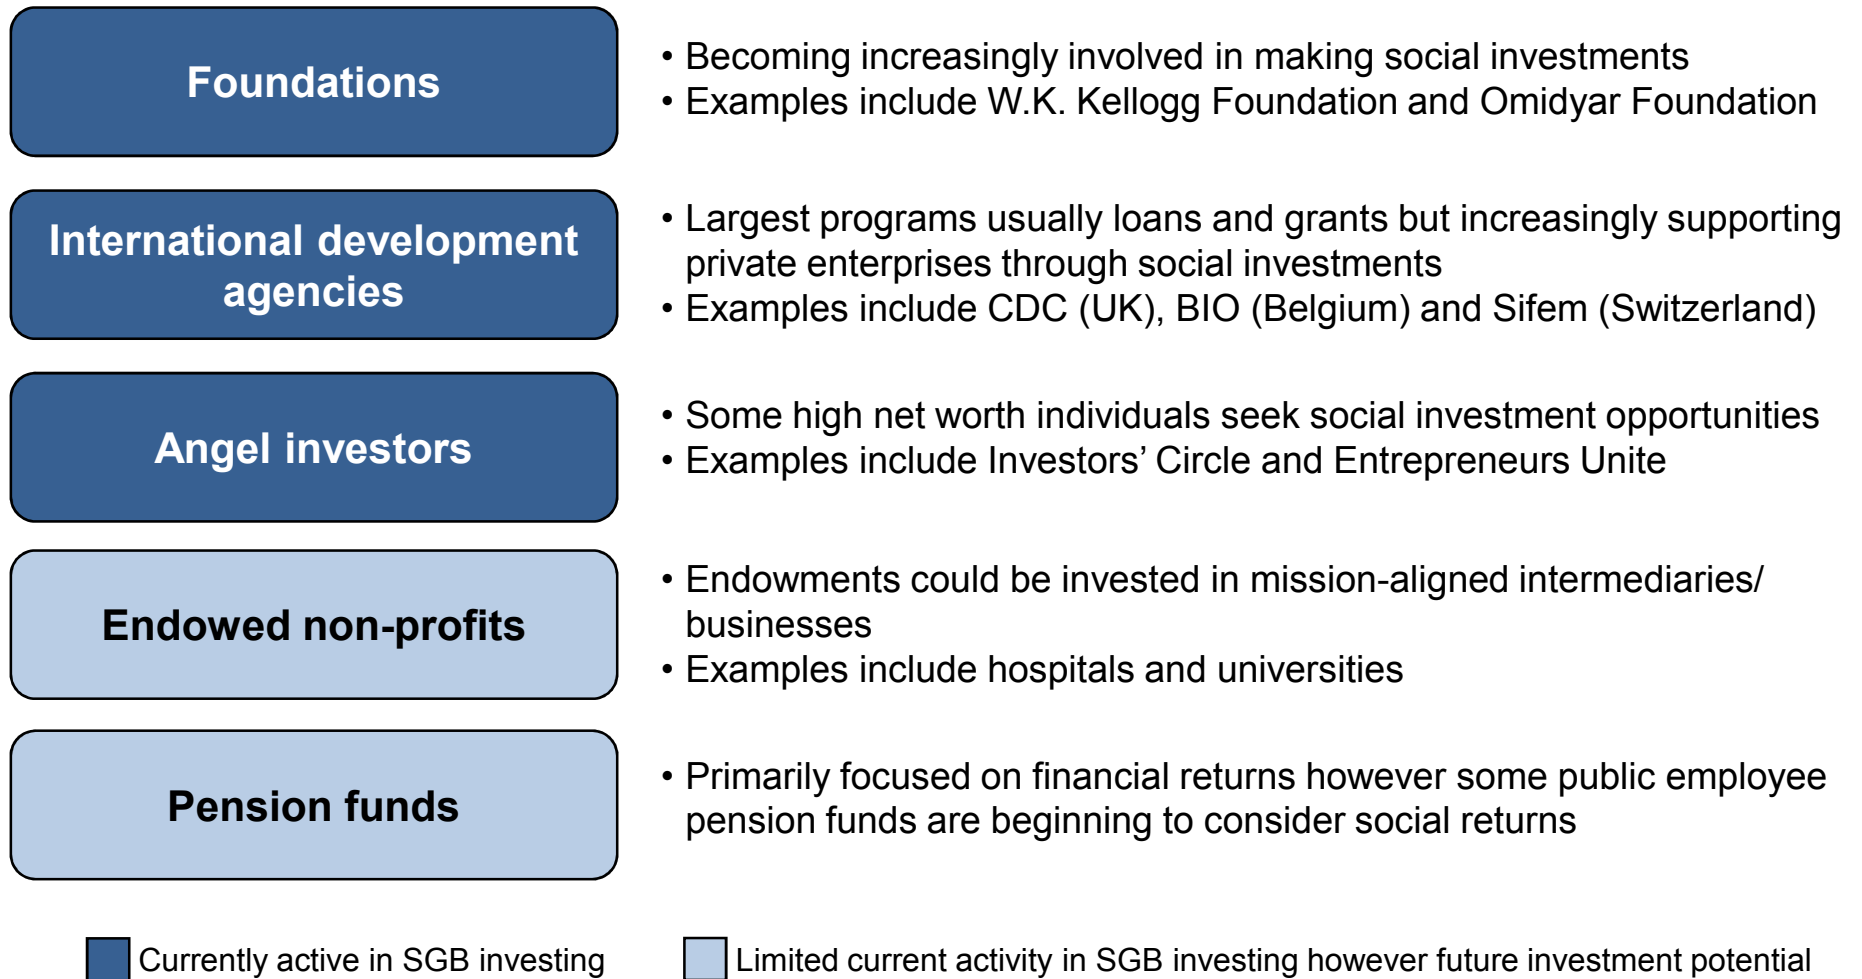 Foundations
• Becoming increasingly involved in making social investments
• Examples include W.K. Kellogg Foundation and Omidyar Foundation
International development
agencies
• Largest programs usually loans and grants but increasingly supporting
private enterprises through social investments
• Examples include CDC (UK), BIO (Belgium) and Sifem (Switzerland)
Angel investors
• Some high net worth individuals seek social investment opportunities
• Examples include Investors’ Circle and Entrepreneurs Unite
Endowed non-profits
• Endowments could be invested in mission-aligned intermediaries/
businesses
• Examples include hospitals and universities
Pension funds
• Primarily focused on financial returns however some public employee
pension funds are beginning to consider social returns
Currently active in SGB investing
Limited current activity in SGB investing however future investment potential